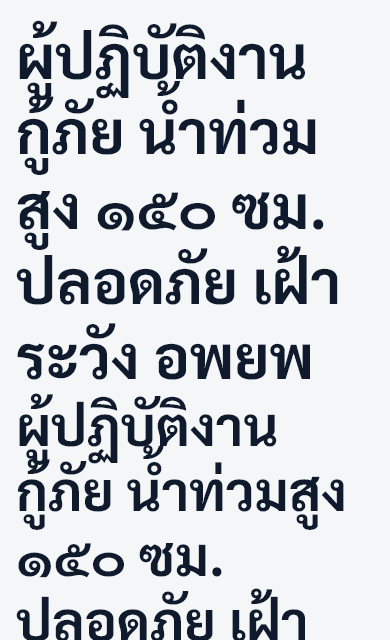 ผู้ปฏิบัติงาน
กู้ภัย น้ำท่วม
สูง ๑๕๐ ซม.
ปลอดภัย เฝ้า
ระวัง อพยพ
ผู้ปฏิบัติงาน
กู้ภัย น้ำท่วมสูง
๑๕๐ ซม.
ปลอดภัย เฝ้า